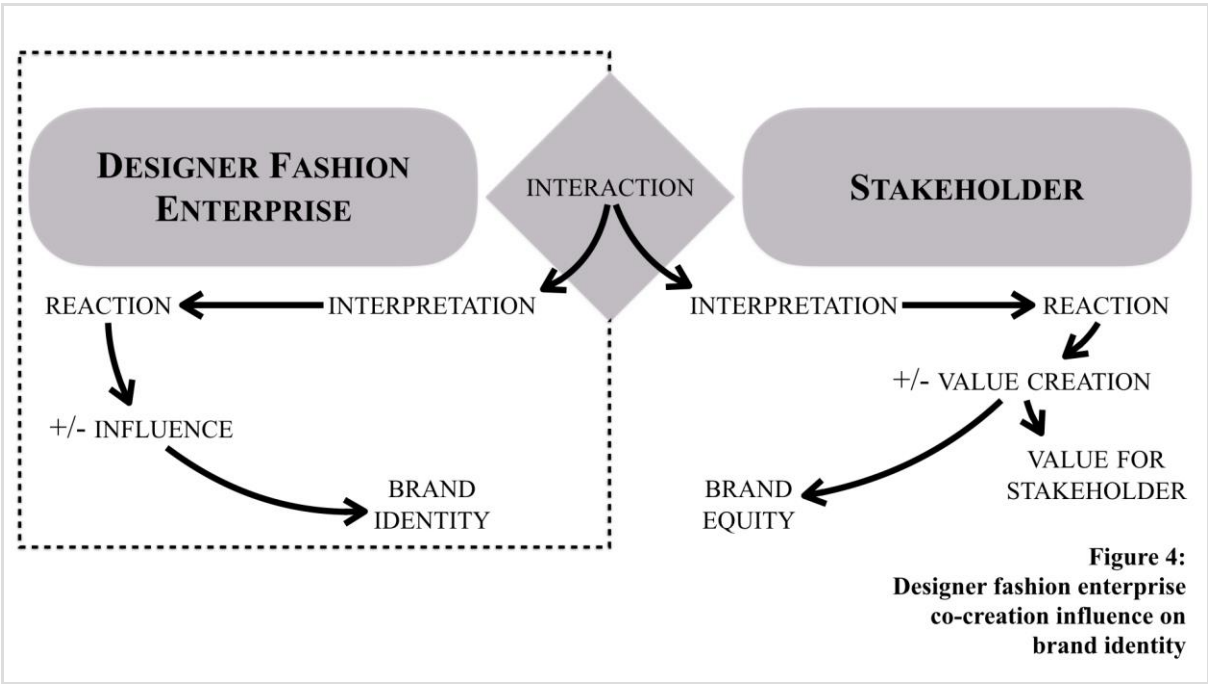 DESIGNER FASHION
ENTERPRISE
INTERACTION
STAKEHOLDER
REACTION
INTERPRETATION
INTERPRETATION
REACTION
+/- INFLUENCE
+/- VALUE CREATION
BRAND
IDENTITY
BRAND
EQUITY
VALUE FOR
STAKEHOLDER
Figure 4:
Designer fashion enterprise
co-creation influence on
brand identity